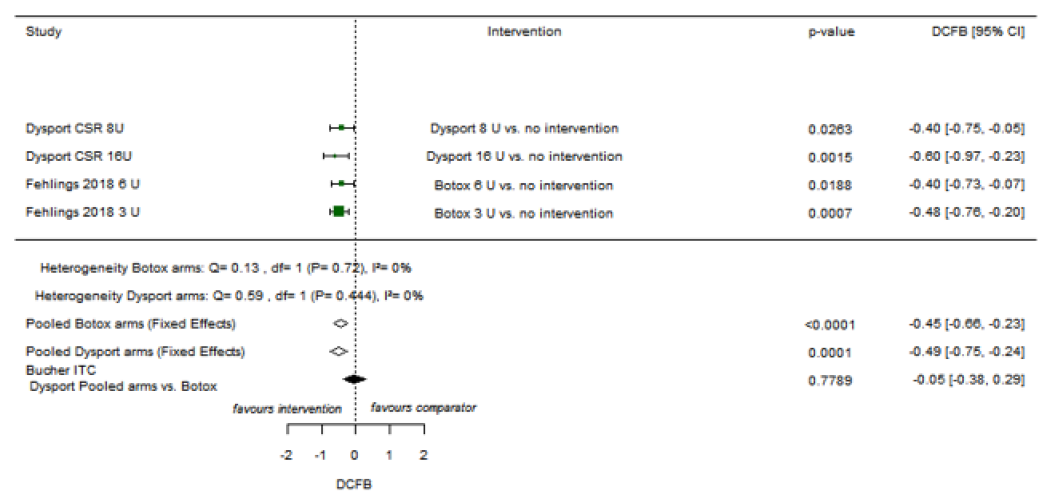 Study Intervention p-value DCFB [95% CI]
Dysport CSR 8U Dysport 8 U vs. no intervention 0.0263 -0.40 [-0.75, -0.05]
Dysport CSR 16U Dysport 16 U vs. no intervention 0.0015 -0.60 [-0.97, -0.23]
Fehlings 2018 6 U Botox 6 U vs. no intervention 0.0188 -0.40 [-0.73, -0.07]
Fehlings 2018 3 U Botox 3 U vs. no intervention 0.0007 -0.48 [-0.76, -0.20]
Heterogeneity Botox arms: Q= 0.13 , df= 1 (P= 0.72), I²= 0%
Heterogeneity Dysport arms: Q= 0.59 , df= 1 (P= 0.444), I²= 0%
Pooled Botox arms (Fixed Effects) <0.0001 -0.45 [-0.66, -0.23]
Pooled Dysport arms (Fixed Effects) 0.0001 -0.49 [-0.75, -0.24]
Bucher ITC
Dysport Pooled arms vs. Botox 0.7789 -0.05 [-0.38, 0.29]
favours intervention favours comparator
-2 -1 0 1 2
DCFB